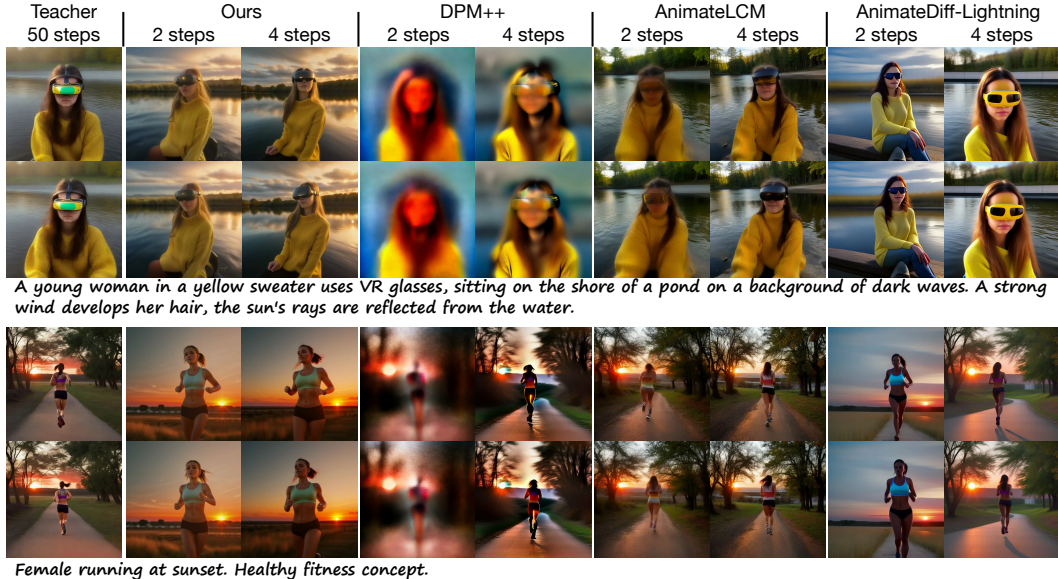 Teacher Ours DPM++ AnimateLCM AnimateDiff-Lightning
50 steps 2 steps 4 steps 2 steps 4 steps 2 steps 4 steps 2 steps 4 steps
A young woman in a yellow sweater uses VR glasses, sitting on the shore of a pond on a background of dark waves. A strong
wind develops her hair, the sun's rays are reflected from the water.
Female running at sunset. Healthy fitness concept.